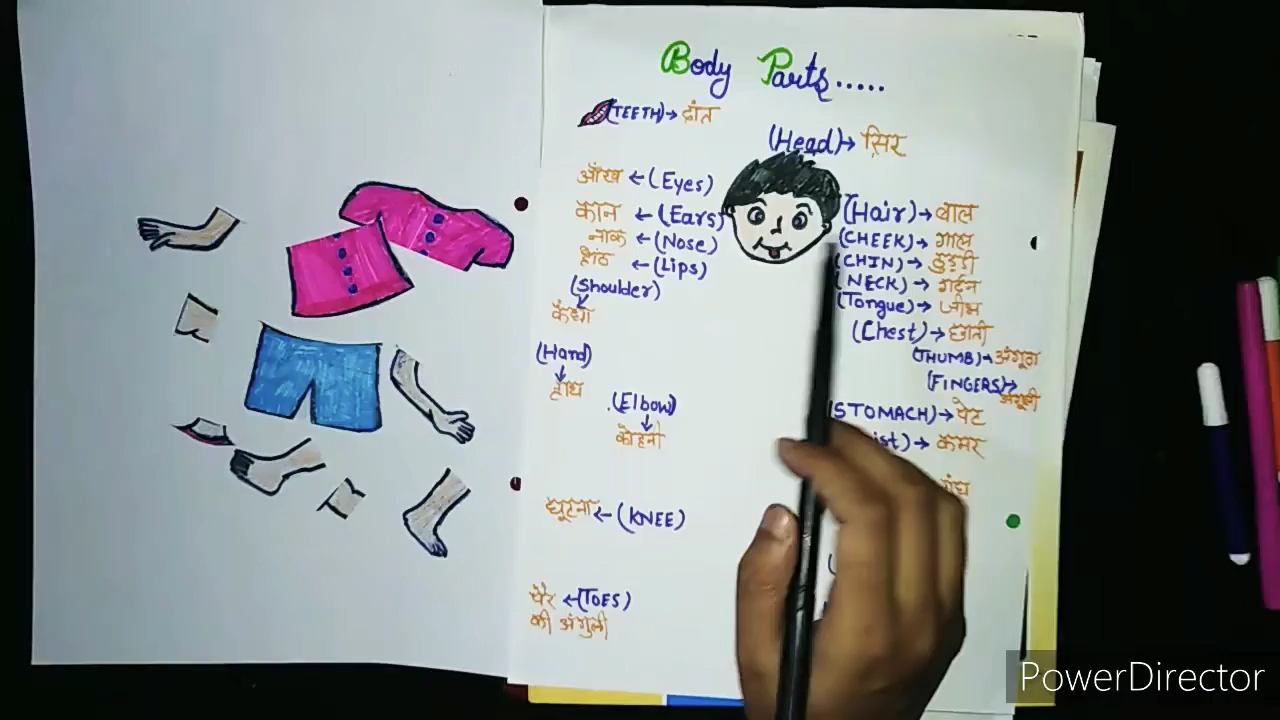 Body Parts.....
(TEETH)→ दांत
(Head)→ सिर
आँख ←(Eyes)
कान ←(Ears)
नाक ←(Nose)
होठ ←(Lips)
(Shoulder)
कंधा
(Hand)
हाथ
(Elbow)
कोहनी
घुटना ←(KNEE)
पैर ←(TOES)
की अंगुली
(Hair)→ बाल
(CHEEK)→ गाल
(CHIN)→ ठुड्डी
(NECK)→ गर्दन
(Tongue)→ जीभ
(Chest)→ छाती
(THUMB)→ अंगूठा
(FINGERS)→
अंगुली
(STOMACH)→ पेट
→ कमर
PowerDirector